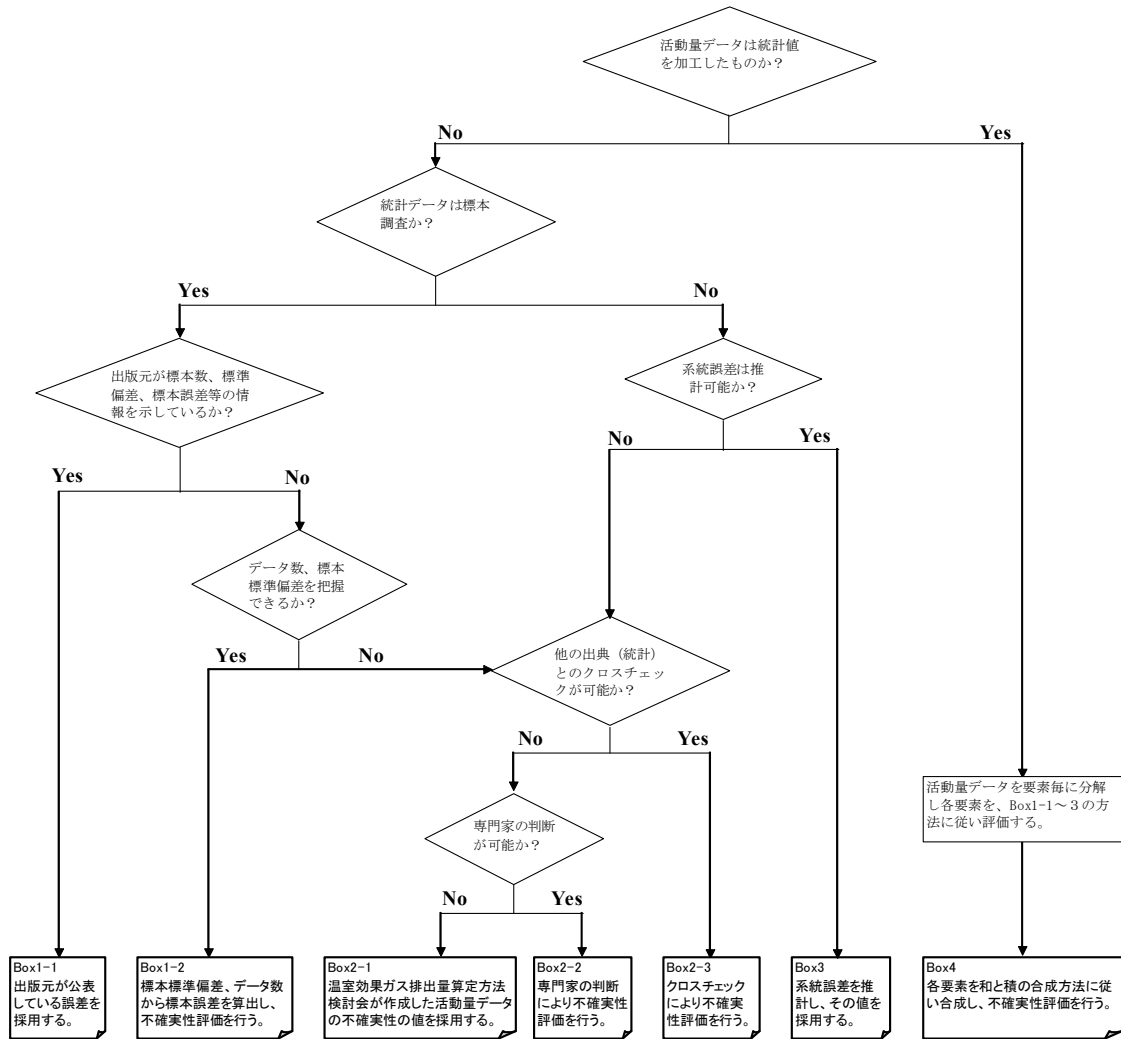 活動量データは統計値
を加工したものか？
No
Yes
統計データは標本
調査か？
Yes
No
出版元が標本数、標準
偏差、標本誤差等の情
報を示しているか？
系統誤差は推
計可能か？
Yes
No
No
Yes
データ数、標本
標準偏差を把握
できるか？
Yes
No
他の出典（統計）
とのクロスチェッ
クが可能か？
No
Yes
専門家の判断
が可能か？
No
Yes
活動量データを要素毎に分解
し各要素を、Box1-1～３の方
法に従い評価する。
Box1-1
出版元が公表
している誤差を
採用する。
Box1-2
標本標準偏差、データ数
から標本誤差を算出し、
不確実性評価を行う。
Box2-1
温室効果ガス排出量算定方法
検討会が作成した活動量データ
の不確実性の値を採用する。
Box2-2
専門家の判断
により不確実性
評価を行う。
Box2-3
クロスチェック
により不確実
性評価を行う。
Box3
系統誤差を推
計し、その値を
採用する。
Box4
各要素を和と積の合成方法に従
い合成し、不確実性評価を行う。